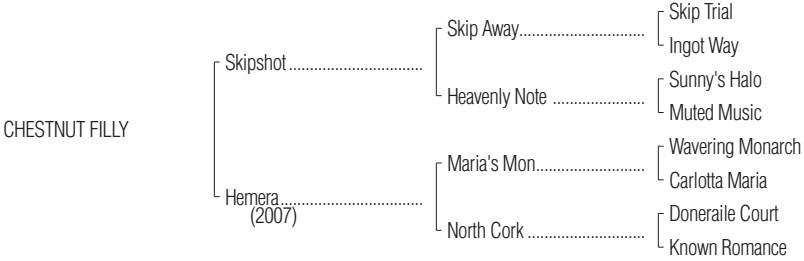 Skip Trial
Skip Away..............................
Ingot Way
Skipshot................................
Sunny's Halo
Heavenly Note ......................
Muted Music
CHESTNUT FILLY
Wavering Monarch
Maria's Mon..........................
Carlotta Maria
Hemera..................................
(2007)
Doneraile Court
North Cork ............................
Known Romance